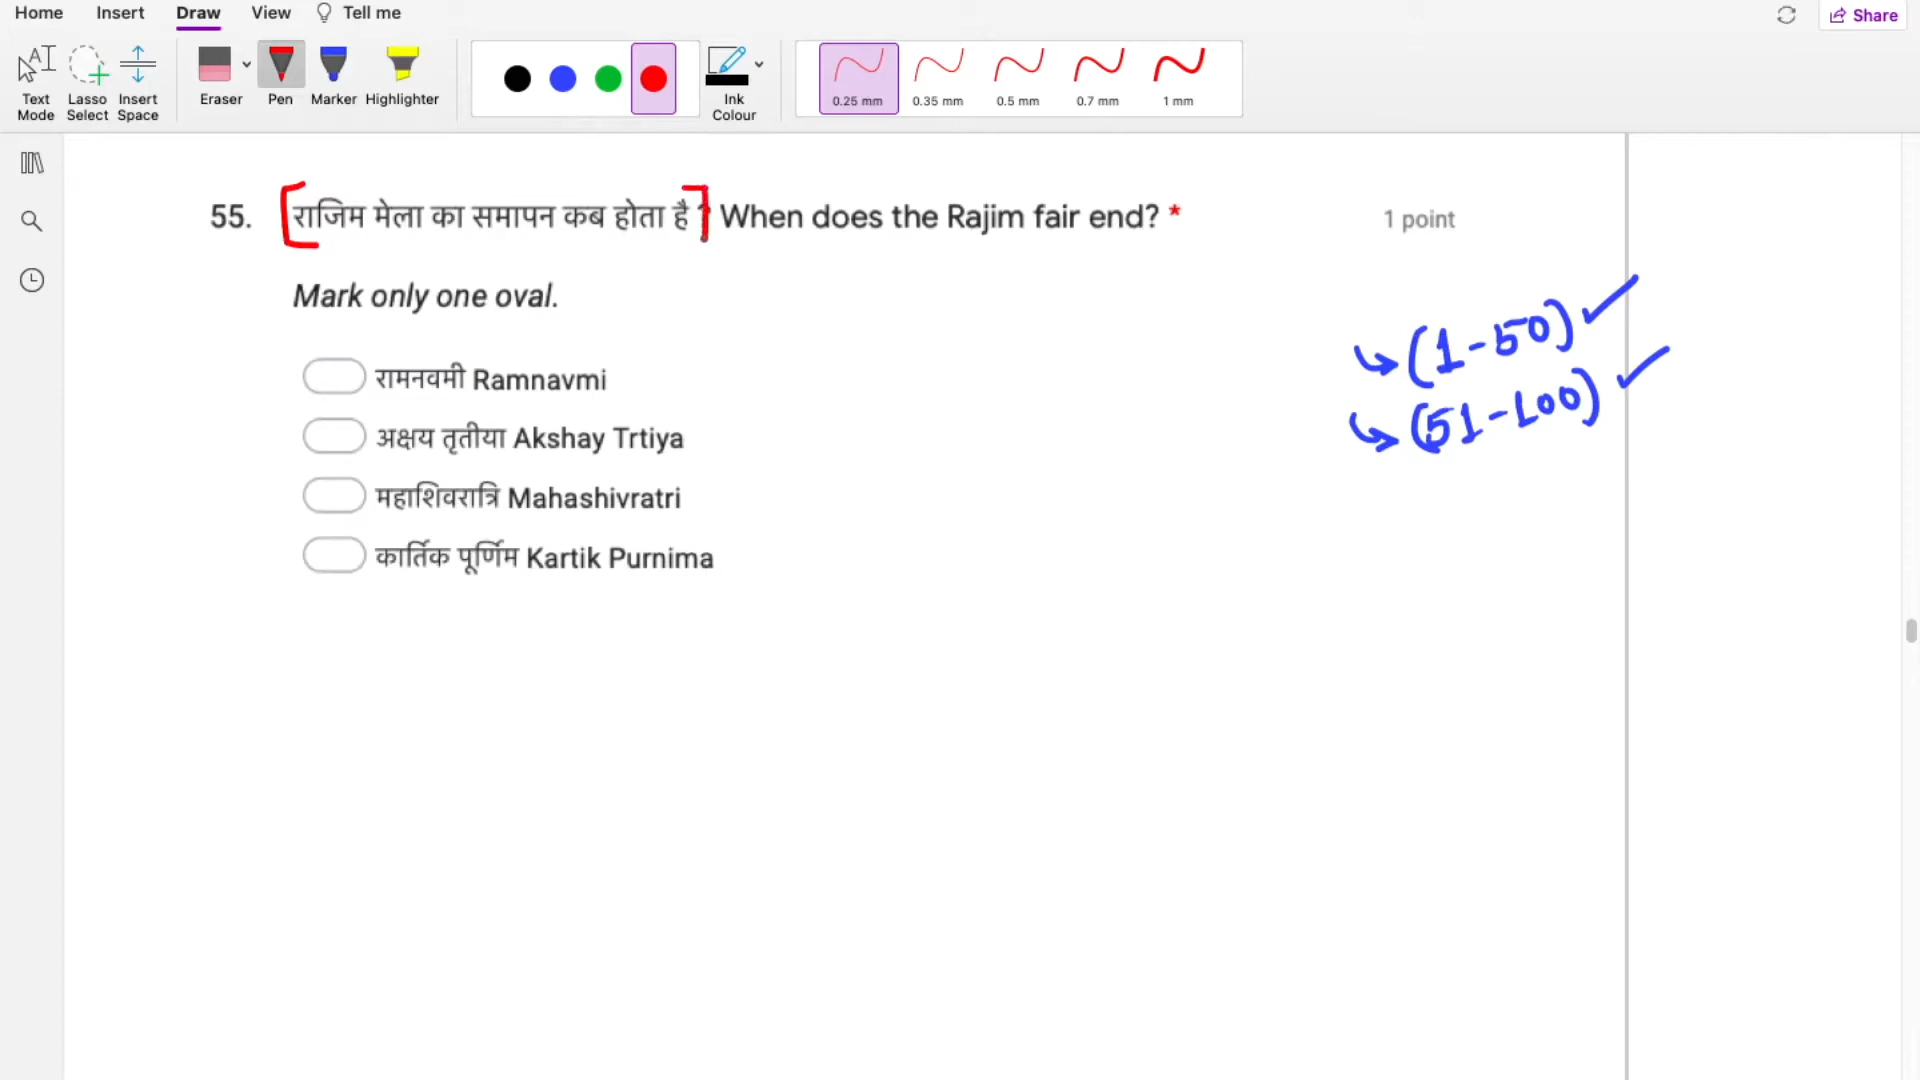 Home Insert Draw View Tell me Share
Text Mode Lasso Select Insert Space Eraser Pen Marker Highlighter Ink Colour 0.25 mm 0.35 mm 0.5 mm 0.7 mm 1 mm
55. राजिम मेला का समापन कब होता है ? When does the Rajim fair end? * 1 point
Mark only one oval.
(1-50)
(51-100)
रामनवमी Ramnavmi
अक्षय तृतीया Akshay Trtiya
महाशिवरात्रि Mahashivratri
कार्तिक पूर्णिम Kartik Purnima